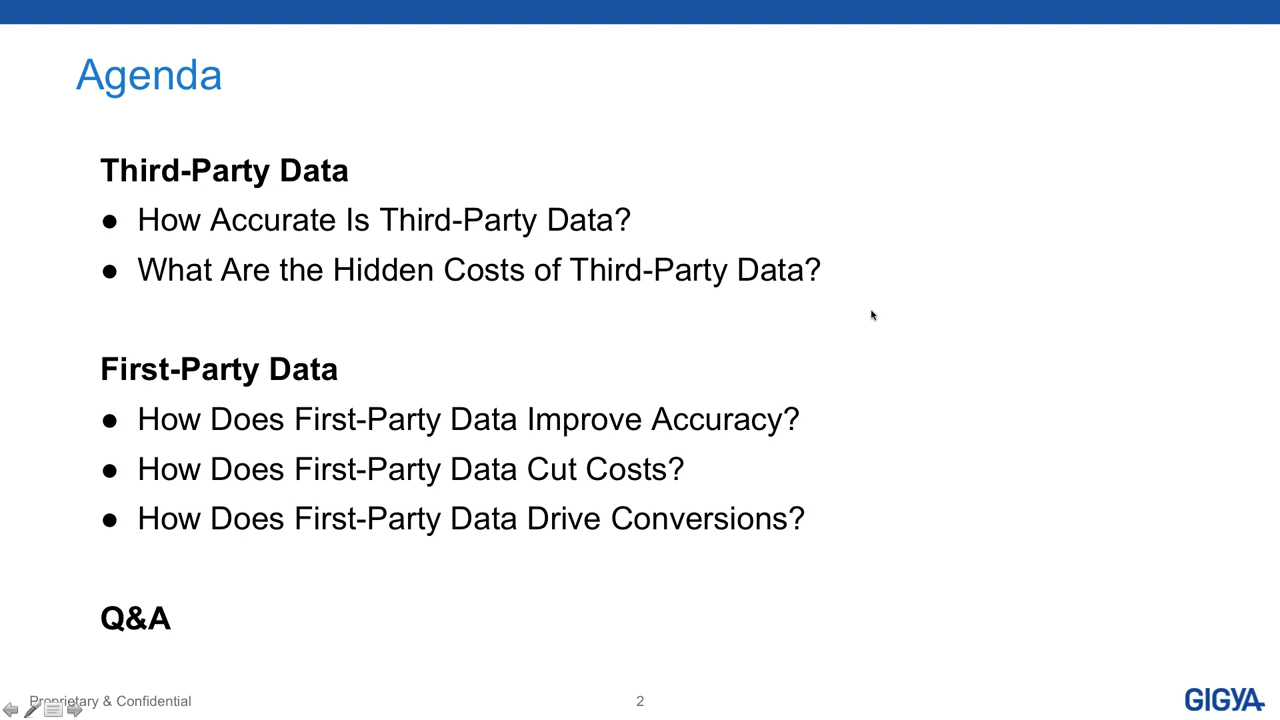 Agenda
Third-Party Data
● How Accurate Is Third-Party Data?
● What Are the Hidden Costs of Third-Party Data?
First-Party Data
● How Does First-Party Data Improve Accuracy?
● How Does First-Party Data Cut Costs?
● How Does First-Party Data Drive Conversions?
Q&A
Proprietary & Confidential
2
GIGYA